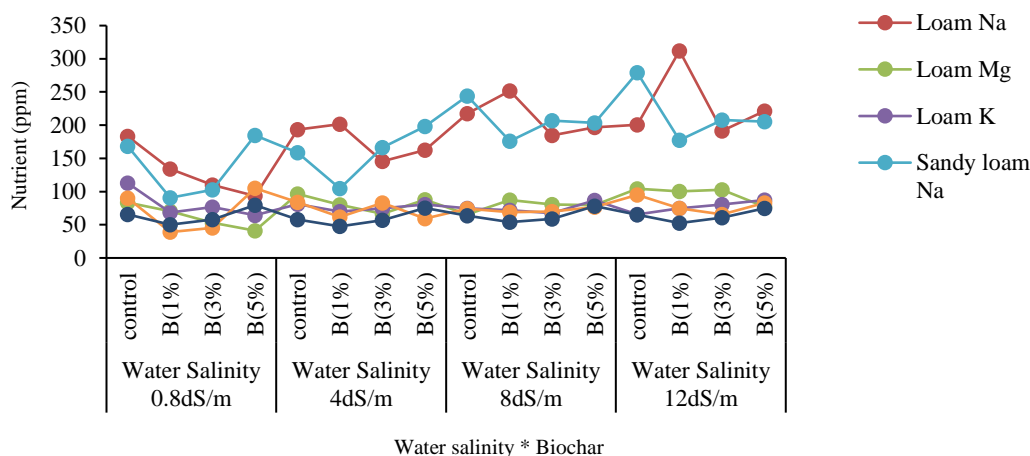 350
300
250
200
150
100
50
0
Nutrient (ppm)
control
B(1%)
B(3%)
B(5%)
control
B(1%)
B(3%)
B(5%)
control
B(1%)
B(3%)
B(5%)
control
B(1%)
B(3%)
B(5%)
Water Salinity
0.8dS/m
Water Salinity
4dS/m
Water Salinity
8dS/m
Water Salinity
12dS/m
Water salinity * Biochar
Loam Na
Loam Mg
Loam K
Sandy loam
Na